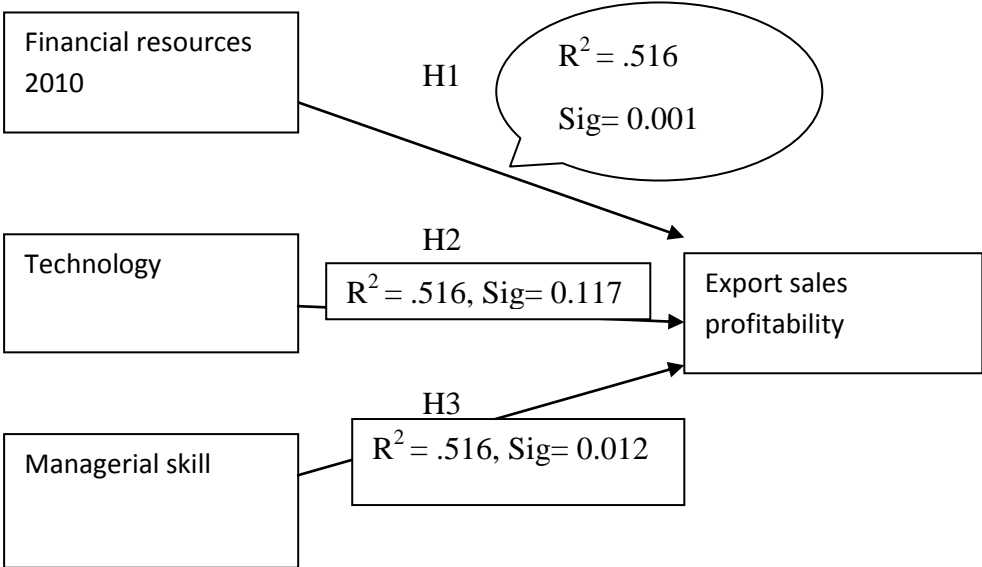 Financial resources
2010
H1
R² = .516
Sig= 0.001
Technology
H2
R² = .516, Sig= 0.117
Export sales
profitability
H3
R² = .516, Sig= 0.012
Managerial skill